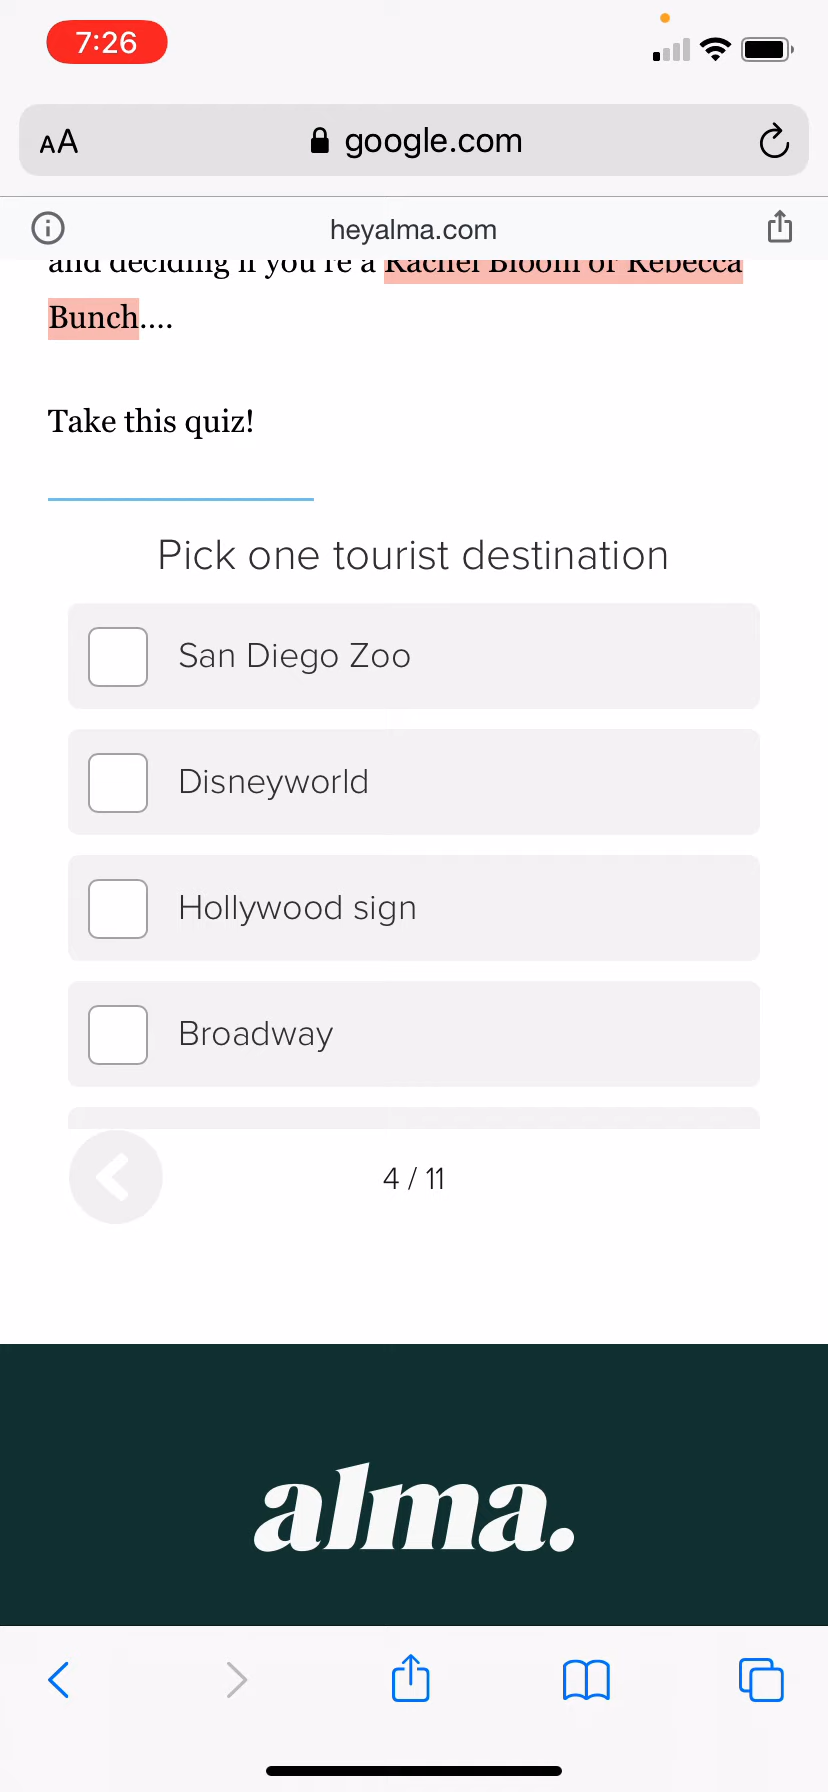 7:26
AA google.com
heyalma.com
and deciding if you're a Rachel Bloom or Rebecca
Bunch....
Take this quiz!
Pick one tourist destination
San Diego Zoo
Disneyworld
Hollywood sign
Broadway
4 / 11
alma.